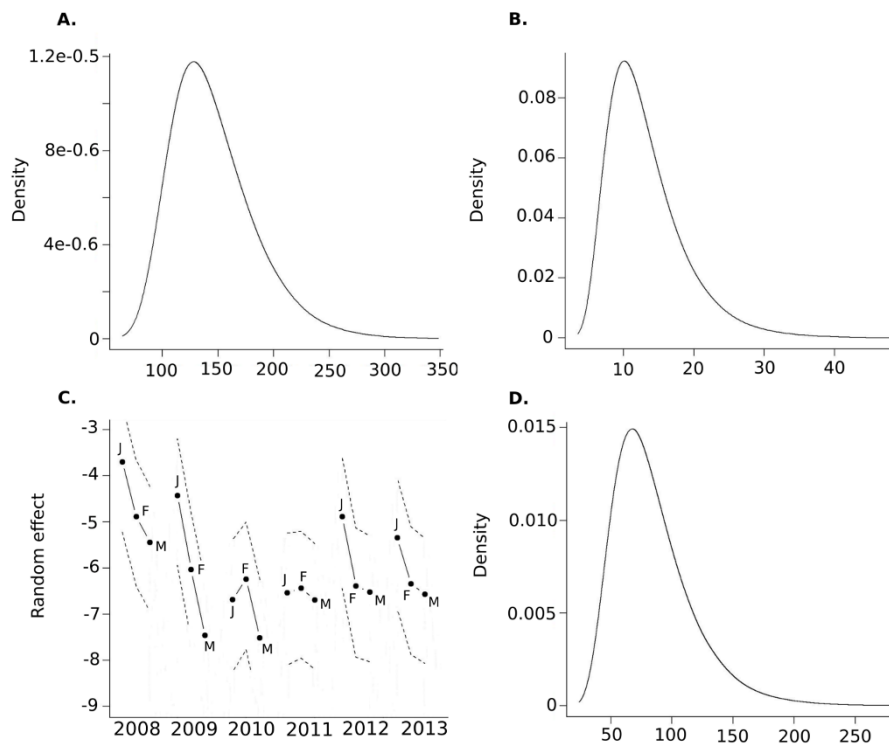 A.
Density
1.2e-0.5
8e-0.6
4e-0.6
0
100 150 200 250 300 350
B.
Density
0.08
0.06
0.04
0.02
0
10 20 30 40
C.
Random effect
-3
-4
-5
-6
-7
-8
-9
J F M
J F M
J F M
J F M
J F M
J F M
2008 2009 2010 2011 2012 2013
D.
Density
0.015
0.010
0.005
0
50 100 150 200 250